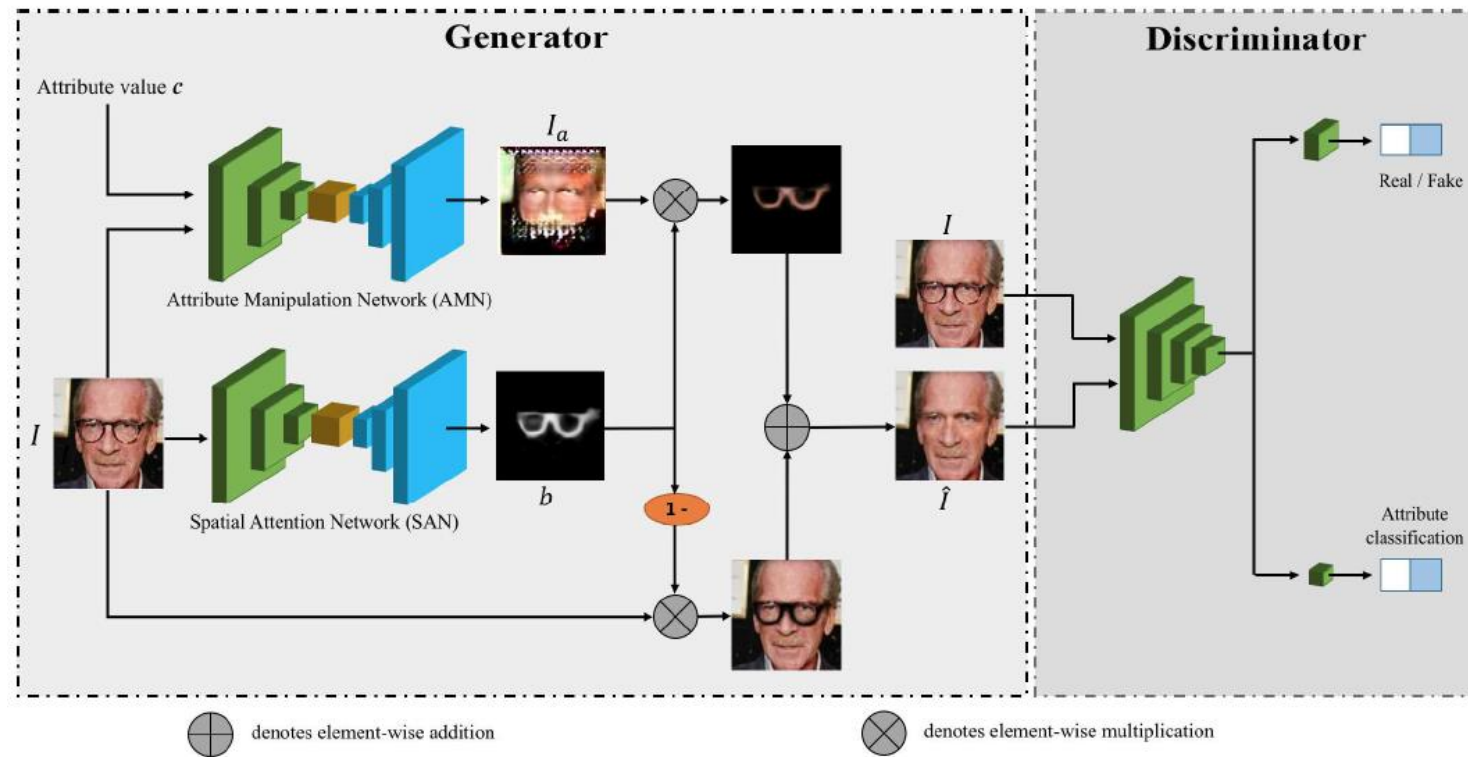 Generator
Discriminator
Attribute value c
I_a
Real / Fake
Attribute Manipulation Network (AMN)
I
I
b
Î
1 -
Spatial Attention Network (SAN)
Attribute
classification
denotes element-wise addition
denotes element-wise multiplication